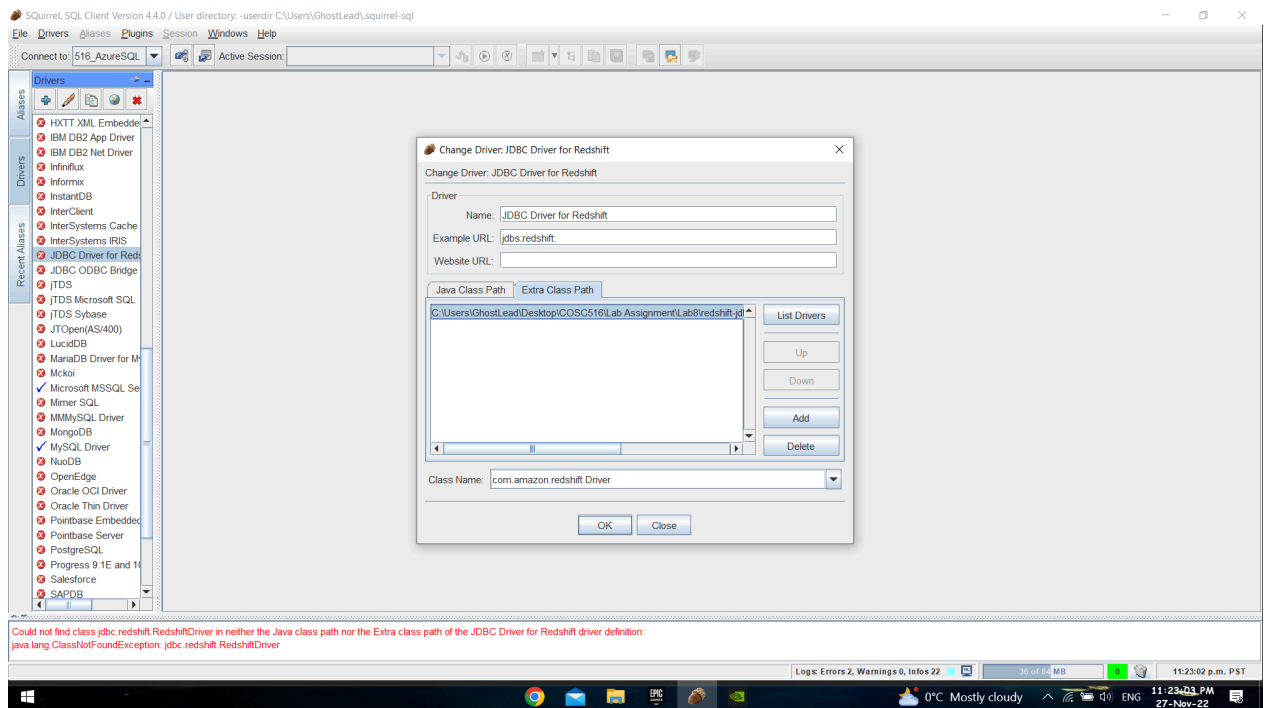 SQuirreL SQL Client Version 4.4.0 / User directory: -userdir C:\Users\GhostLead\.squirrel-sql
File Drivers Aliases Plugins Session Windows Help
Connect to: 516_AzureSQL Active Session:
Drivers
Aliases
Drivers
Recent Aliases
HXTT XML Embedde
IBM DB2 App Driver
IBM DB2 Net Driver
Infiniflux
Informix
InstantDB
InterClient
InterSystems Cache
InterSystems IRIS
JDBC Driver for Reds
JDBC ODBC Bridge
jTDS
jTDS Microsoft SQL
jTDS Sybase
JTOpen(AS/400)
LucidDB
MariaDB Driver for My
Mckoi
Microsoft MSSQL Se
Mimer SQL
MMMySQL Driver
MongoDB
MySQL Driver
NuoDB
OpenEdge
Oracle OCI Driver
Oracle Thin Driver
Pointbase Embedded
Pointbase Server
PostgreSQL
Progress 9.1E and 10
Salesforce
SAPDB
Change Driver: JDBC Driver for Redshift
Change Driver: JDBC Driver for Redshift
Driver
Name: JDBC Driver for Redshift
Example URL: jdbs:redshift:
Website URL:
Java Class Path Extra Class Path
C:\Users\GhostLead\Desktop\COSC516\Lab Assignment\Lab8\redshift-jd
List Drivers
Up
Down
Add
Delete
Class Name: com.amazon.redshift.Driver
OK Close
Could not find class jdbc.redshift.RedshiftDriver in neither the Java class path nor the Extra class path of the JDBC Driver for Redshift driver definition:
java.lang.ClassNotFoundException: jdbc.redshift.RedshiftDriver
Logs: Errors 2, Warnings 0, Infos 22 36 of 64 MB 0 11:23:02 p.m. PST
EPIC 0°C Mostly cloudy ENG 11:23:03 PM
27-Nov-22